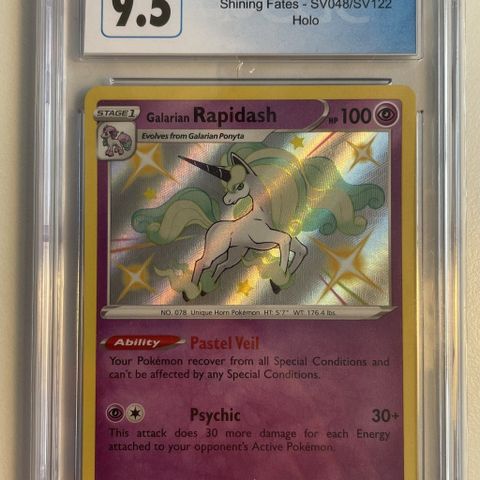 9.5
Shining Fates - SV048/SV122
Holo
STAGE 1
Galarian Rapidash HP 100
Evolves from Galarian Ponyta
NO. 078 Unique Horn Pokémon HT: 5'7" WT: 176.4 lbs.
Ability Pastel Veil
Your Pokémon recover from all Special Conditions and
can't be affected by any Special Conditions.
Psychic 30+
This attack does 30 more damage for each Energy
attached to your opponent's Active Pokémon.